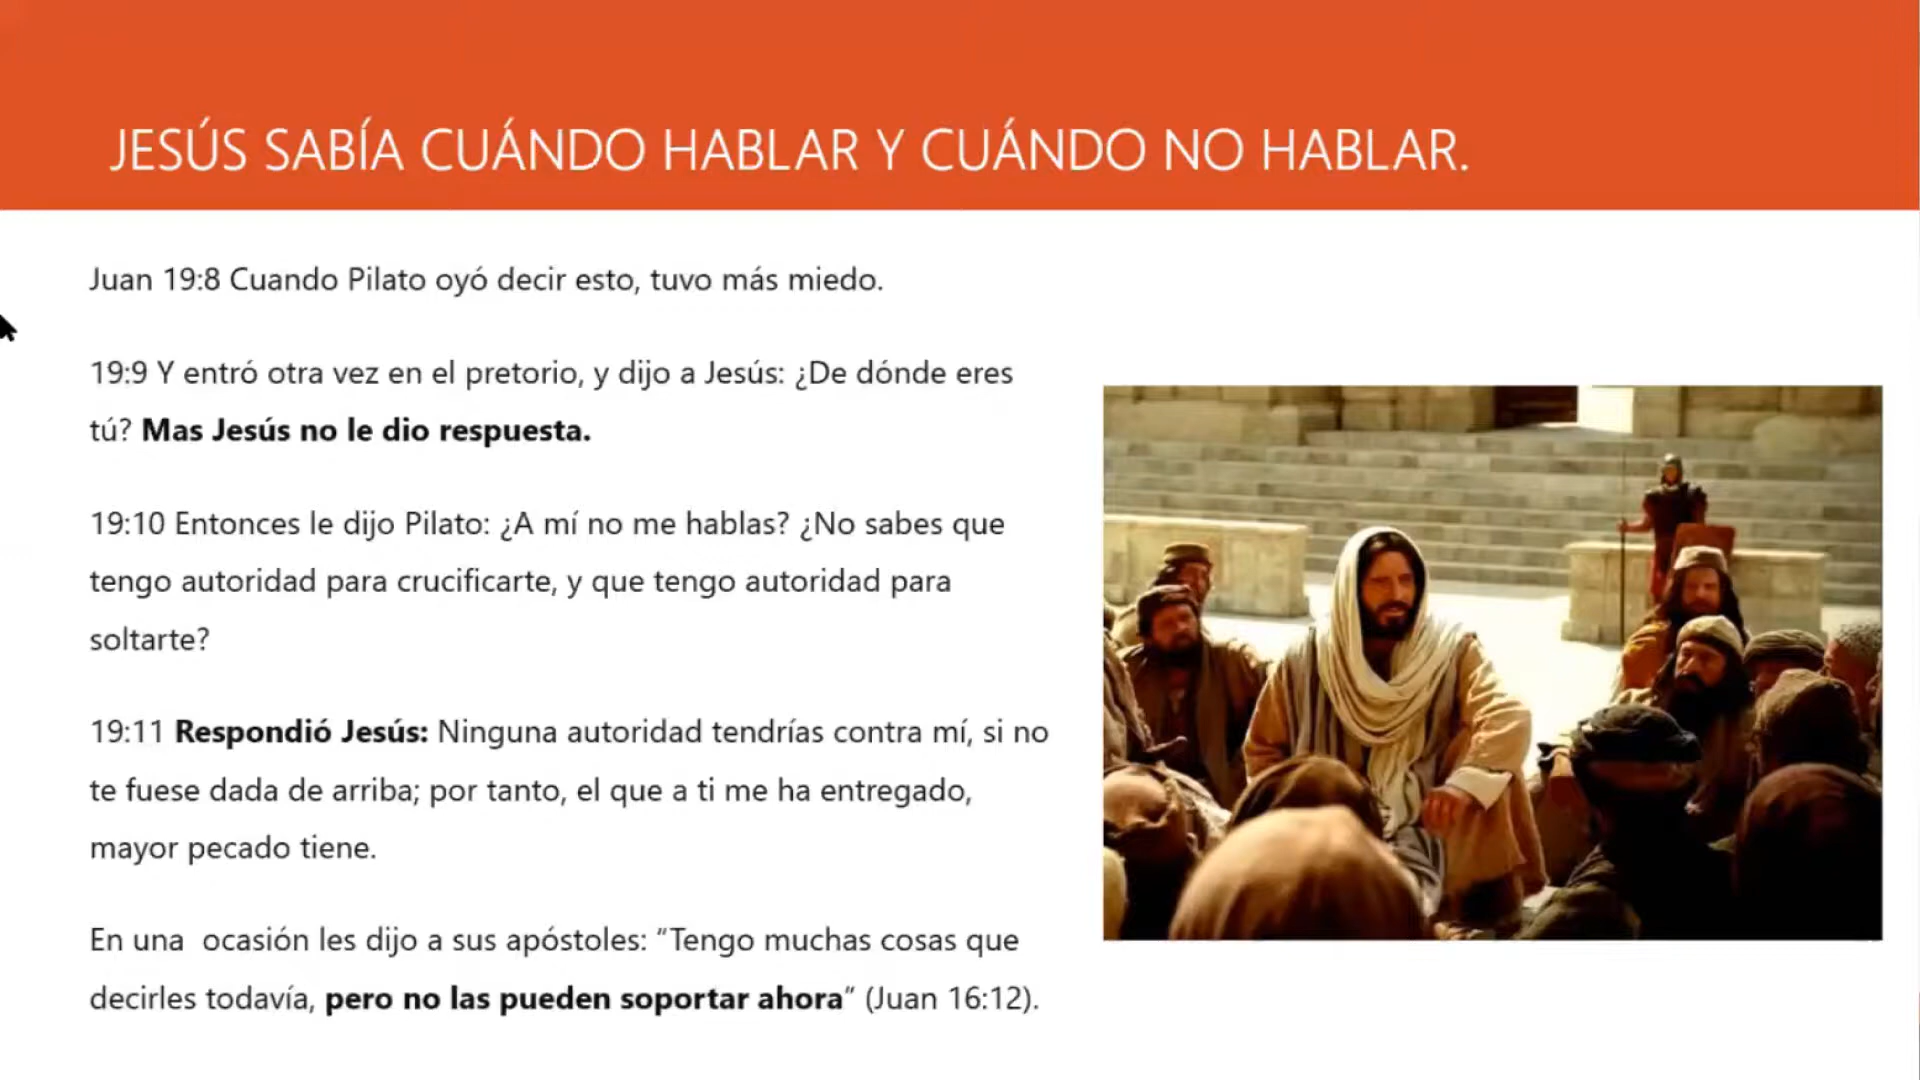 JESÚS SABÍA CUÁNDO HABLAR Y CUÁNDO NO HABLAR.
Juan 19:8 Cuando Pilato oyó decir esto, tuvo más miedo.
19:9 Y entró otra vez en el pretorio, y dijo a Jesús: ¿De dónde eres
tú? Mas Jesús no le dio respuesta.
19:10 Entonces le dijo Pilato: ¿A mí no me hablas? ¿No sabes que
tengo autoridad para crucificarte, y que tengo autoridad para
soltarte?
19:11 Respondió Jesús: Ninguna autoridad tendrías contra mí, si no
te fuese dada de arriba; por tanto, el que a ti me ha entregado,
mayor pecado tiene.
En una  ocasión les dijo a sus apóstoles: “Tengo muchas cosas que
decirles todavía, pero no las pueden soportar ahora” (Juan 16:12).